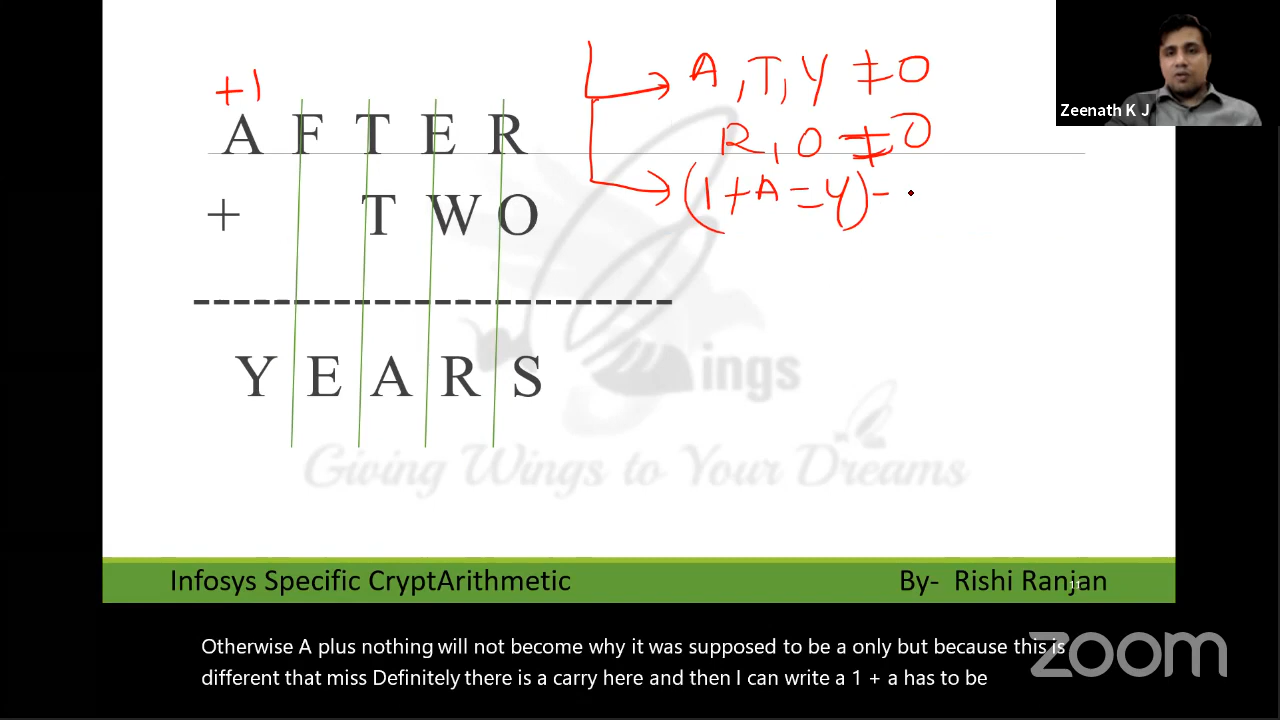 +1
A F T E R
+ T W O
--------------------------
Y E A R S
A, T, Y ≠ 0
R, O ≠ 0
(1 + A = Y) -
Zeenath K J
ings
Giving Wings to Your Dreams
Infosys Specific CryptArithmetic
By- Rishi Ranjan
11
Otherwise A plus nothing will not become why it was supposed to be a only but because this is
different that miss Definitely there is a carry here and then I can write a 1 + a has to be
zoom